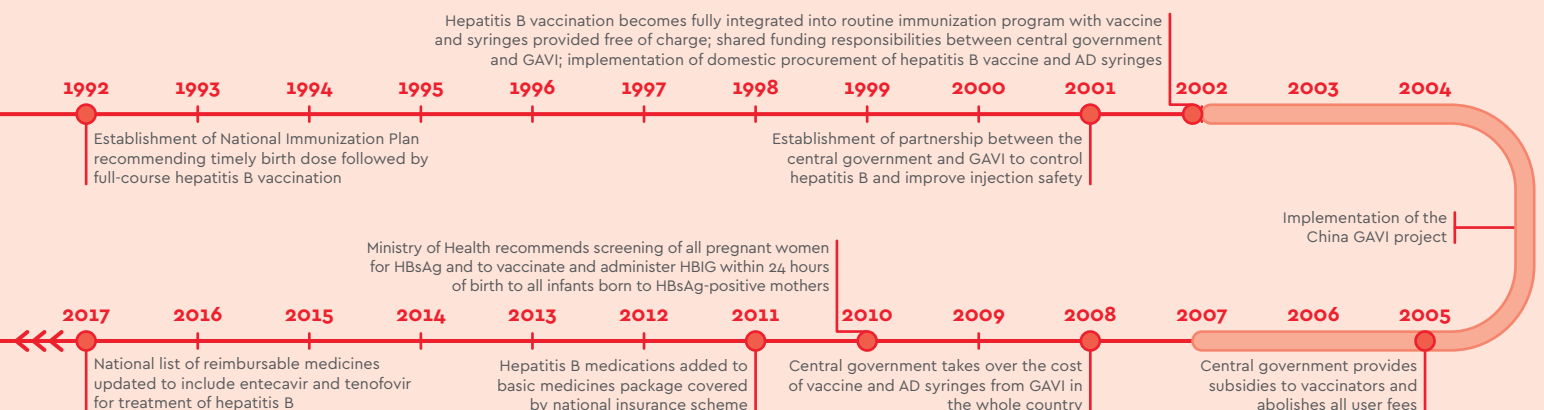 Hepatitis B vaccination becomes fully integrated into routine immunization program with vaccine
and syringes provided free of charge; shared funding responsibilities between central government
and GAVI; implementation of domestic procurement of hepatitis B vaccine and AD syringes
1992 1993 1994 1995 1996 1997 1998 1999 2000 2001 2002 2003 2004
Establishment of National Immunization Plan
recommending timely birth dose followed by
full-course hepatitis B vaccination
Establishment of partnership between the
central government and GAVI to control
hepatitis B and improve injection safety
Implementation of the
China GAVI project
Ministry of Health recommends screening of all pregnant women
for HBsAg and to vaccinate and administer HBIG within 24 hours
of birth to all infants born to HBsAg-positive mothers
2017 2016 2015 2014 2013 2012 2011 2010 2009 2008 2007 2006 2005
National list of reimbursable medicines
updated to include entecavir and tenofovir
for treatment of hepatitis B
Hepatitis B medications added to
basic medicines package covered
by national insurance scheme
Central government takes over the cost
of vaccine and AD syringes from GAVI in
the whole country
Central government provides
subsidies to vaccinators and
abolishes all user fees